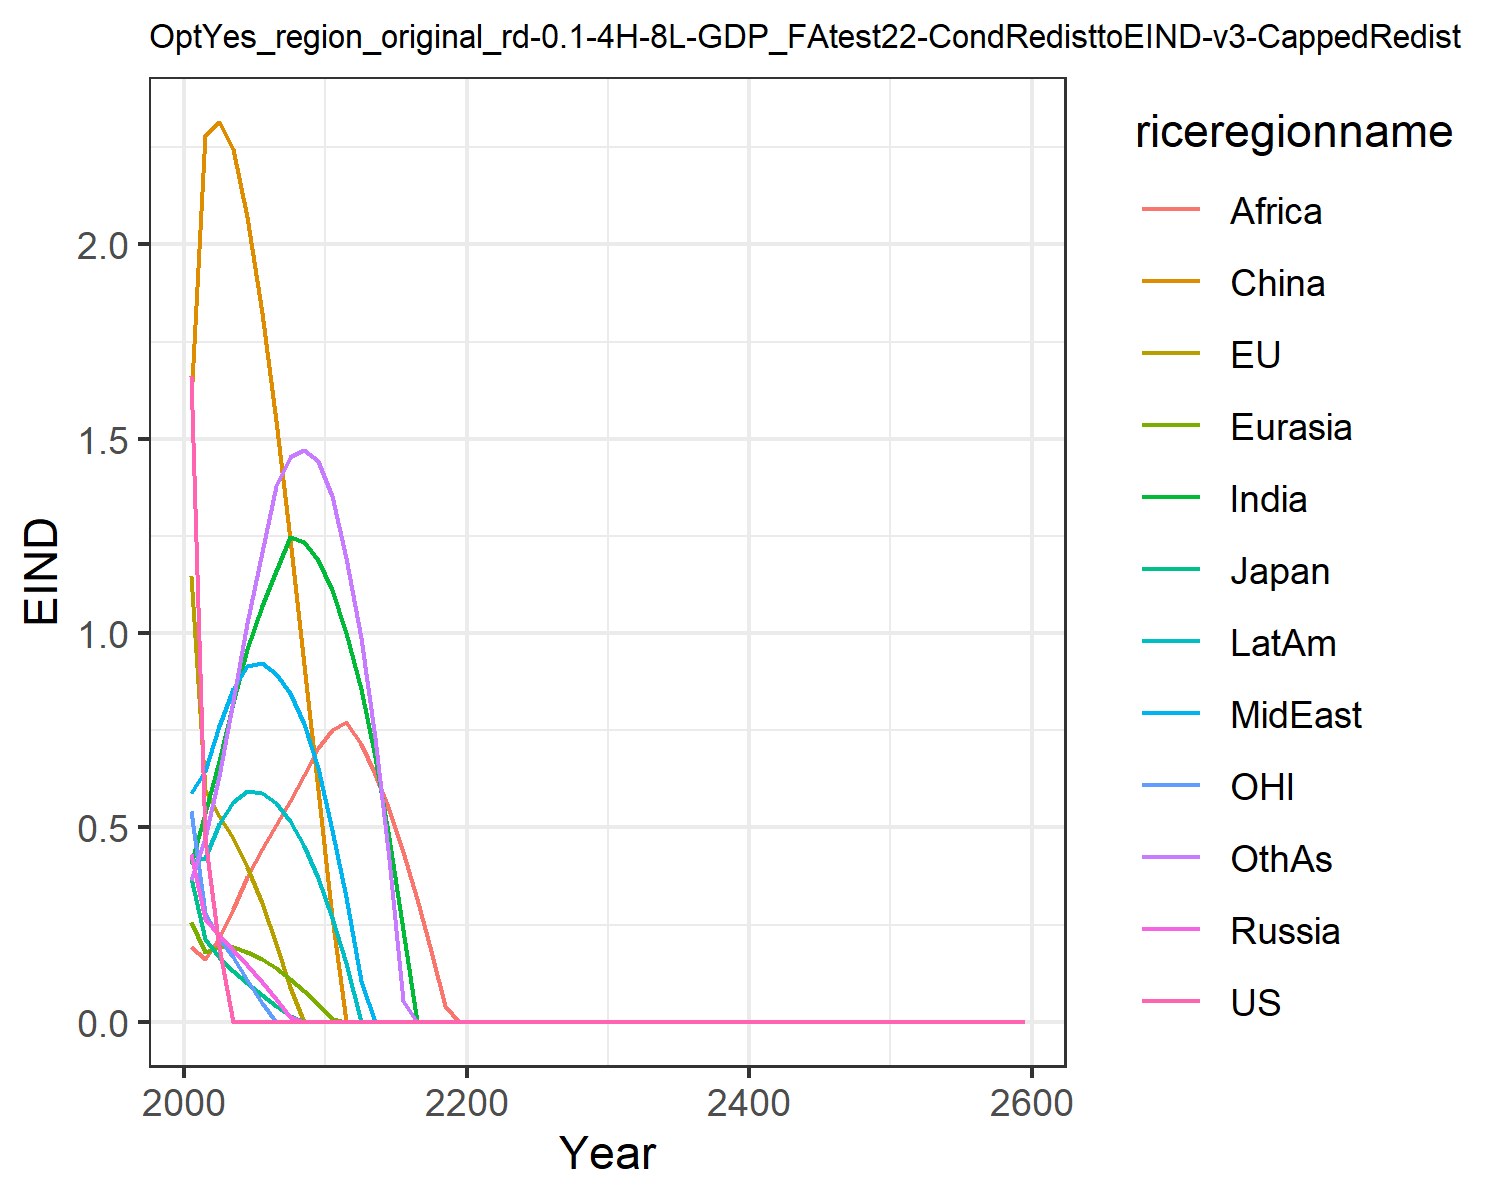 OptYes_region_original_rd-0.1-4H-8L-GDP_FAtest22-CondRedisttoEIND-v3-CappedRedist
riceregionname
Africa
China
EU
Eurasia
India
Japan
LatAm
MidEast
OHI
OthAs
Russia
US
EIND
2.0
1.5
1.0
0.5
0.0
2000
2200
2400
2600
Year